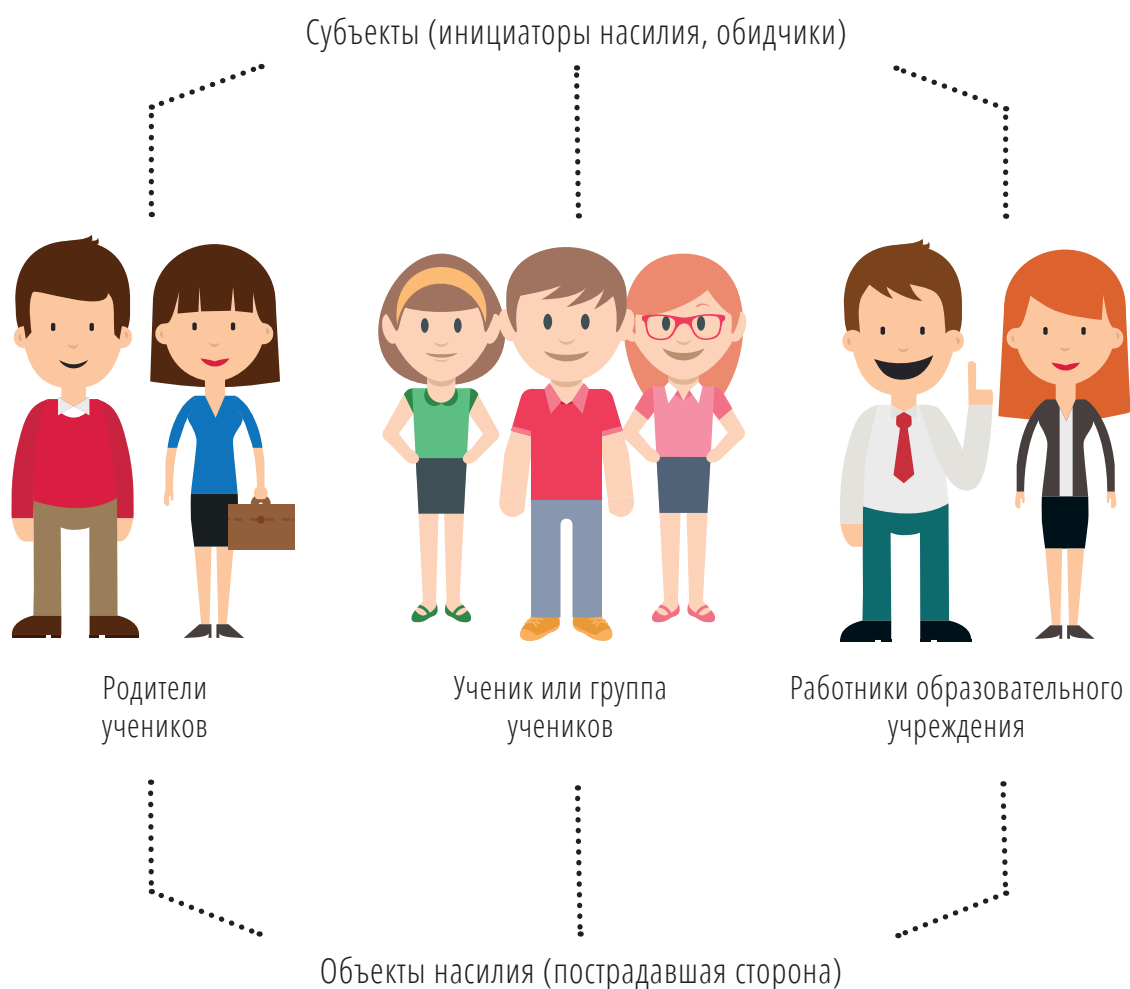 Субъекты (инициаторы насилия, обидчики)
Родители
учеников
Ученик или группа
учеников
Работники образовательного
учреждения
Объекты насилия (пострадавшая сторона)